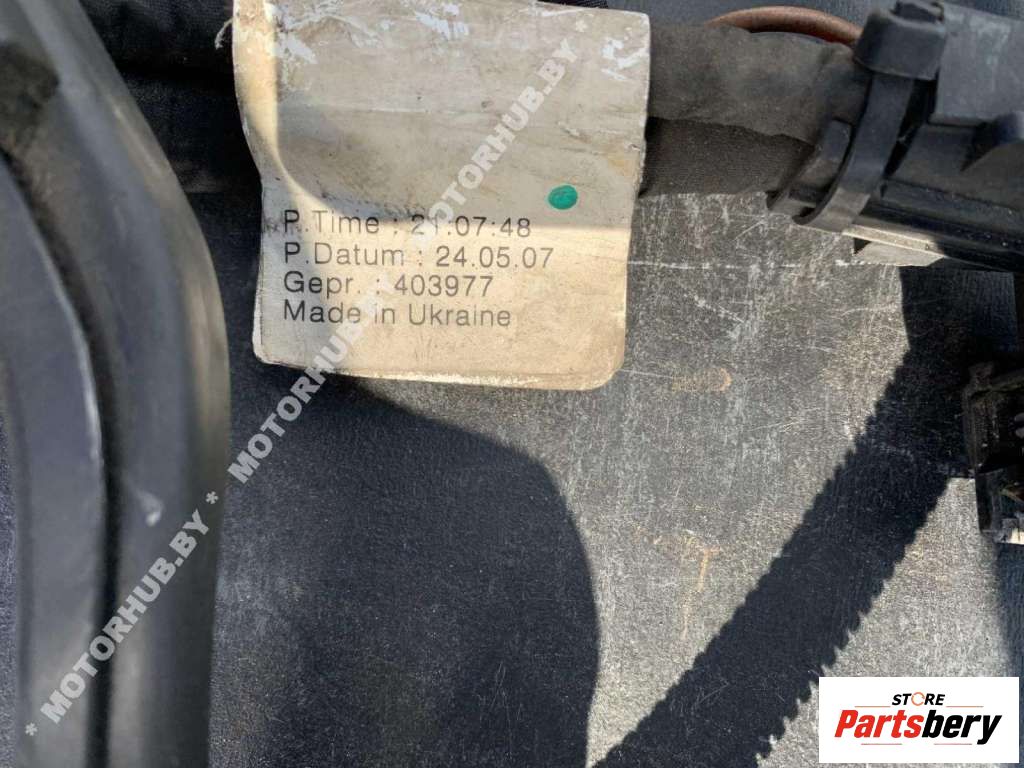 P.Time : 21:07:48
P.Datum : 24.05.07
Gepr. : 403977
Made in Ukraine
* MOTORHUB.BY * MOTORHUB.BY * MOTORHUB.BY
STORE
Partsbery